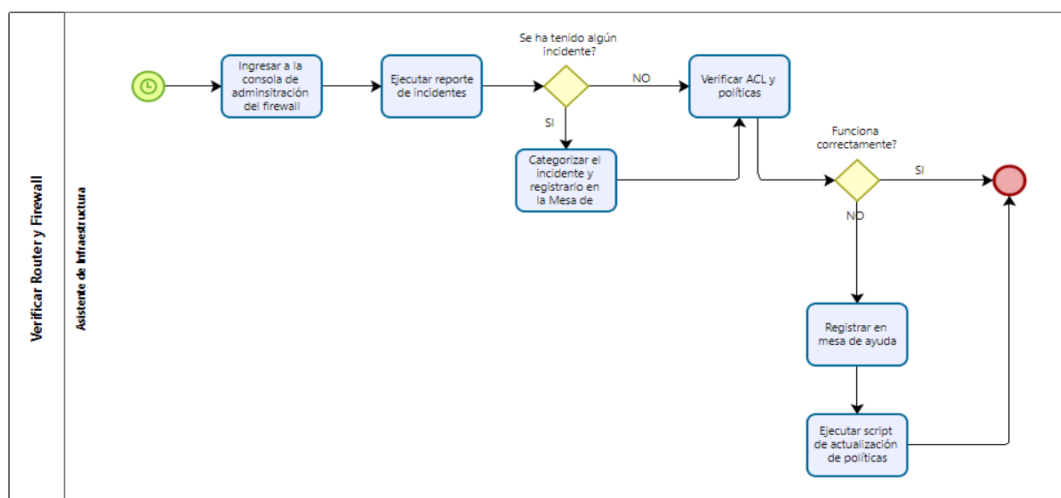 Verificar Router y Firewall
Asistente de Infraestructura
Ingresar a la
consola de
adminsitración
del firewall
Ejecutar reporte
de incidentes
Se ha tenido algún
incidente?
NO
SI
Categorizar el
incidente y
registrarlo en
la Mesa de
Verificar ACL y
políticas
Funciona
correctamente?
SI
NO
Registrar en
mesa de ayuda
Ejecutar script
de actualización
de políticas